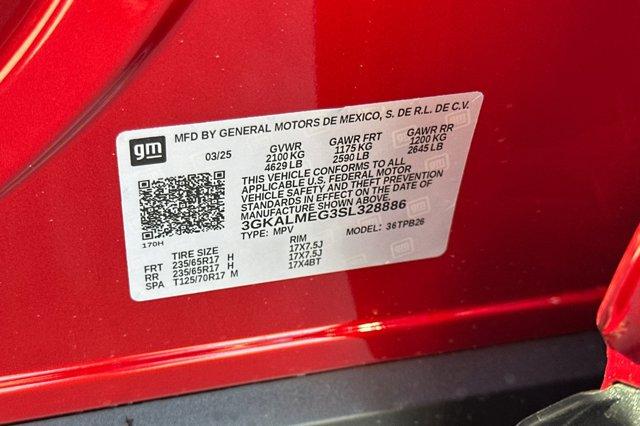 gm
MFD BY GENERAL MOTORS DE MEXICO, S. DE R.L. DE C.V.
03/25 GVWR GAWR FRT GAWR RR
2100 KG 1175 KG 1200 KG
4629 LB 2590 LB 2645 LB
THIS VEHICLE CONFORMS TO ALL
APPLICABLE U.S. FEDERAL MOTOR
VEHICLE SAFETY AND THEFT PREVENTION
STANDARDS IN EFFECT ON THE DATE OF
MANUFACTURE SHOWN ABOVE.
3GKALMEG3SL328886
TYPE: MPV MODEL: 36TPB26
170H
TIRE SIZE RIM
FRT 235/65R17 H 17X7.5J
RR 235/65R17 H 17X7.5J
SPA T125/70R17 M 17X4BT